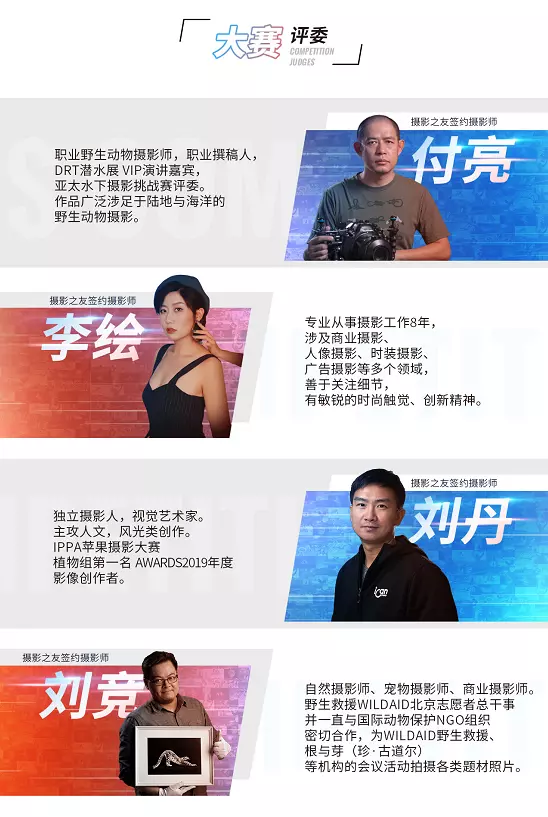 大赛 评委
COMPETITION
JUDGES
摄影之友签约摄影师
付亮
职业野生动物摄影师，职业撰稿人，
DRT潜水展 VIP演讲嘉宾，
亚太水下摄影挑战赛评委。
作品广泛涉足于陆地与海洋的
野生动物摄影。
摄影之友签约摄影师
李绘
专业从事摄影工作8年，
涉及商业摄影、
人像摄影、时装摄影、
广告摄影等多个领域，
善于关注细节，
有敏锐的时尚触觉、创新精神。
摄影之友签约摄影师
刘丹
独立摄影人，视觉艺术家。
主攻人文，风光类创作。
IPPA苹果摄影大赛
植物组第一名 AWARDS2019年度
影像创作者。
摄影之友签约摄影师
刘竞
自然摄影师、宠物摄影师、商业摄影师。
野生救援WILDAID北京志愿者总干事
并一直与国际动物保护NGO组织
密切合作，为WILDAID野生救援、
根与芽（珍·古道尔）
等机构的会议活动拍摄各类题材照片。